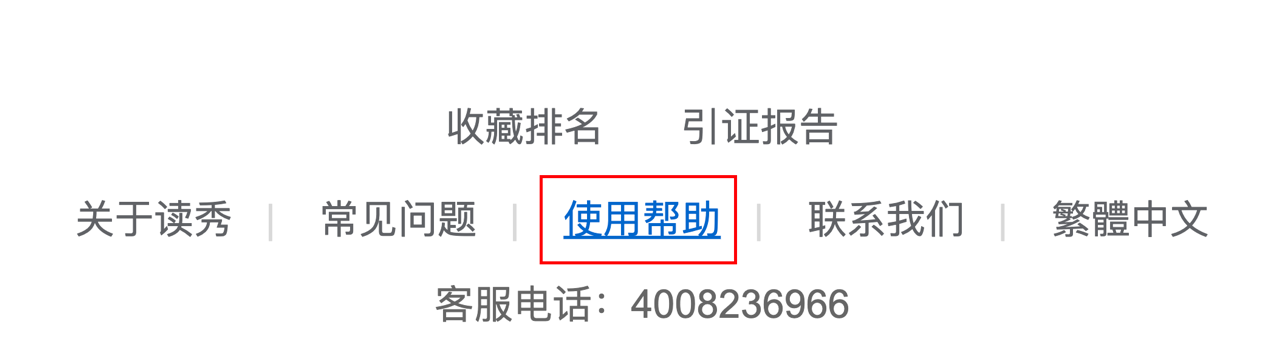 收藏排名 引证报告
关于读秀 | 常见问题 | 使用帮助 | 联系我们 | 繁體中文
客服电话：4008236966